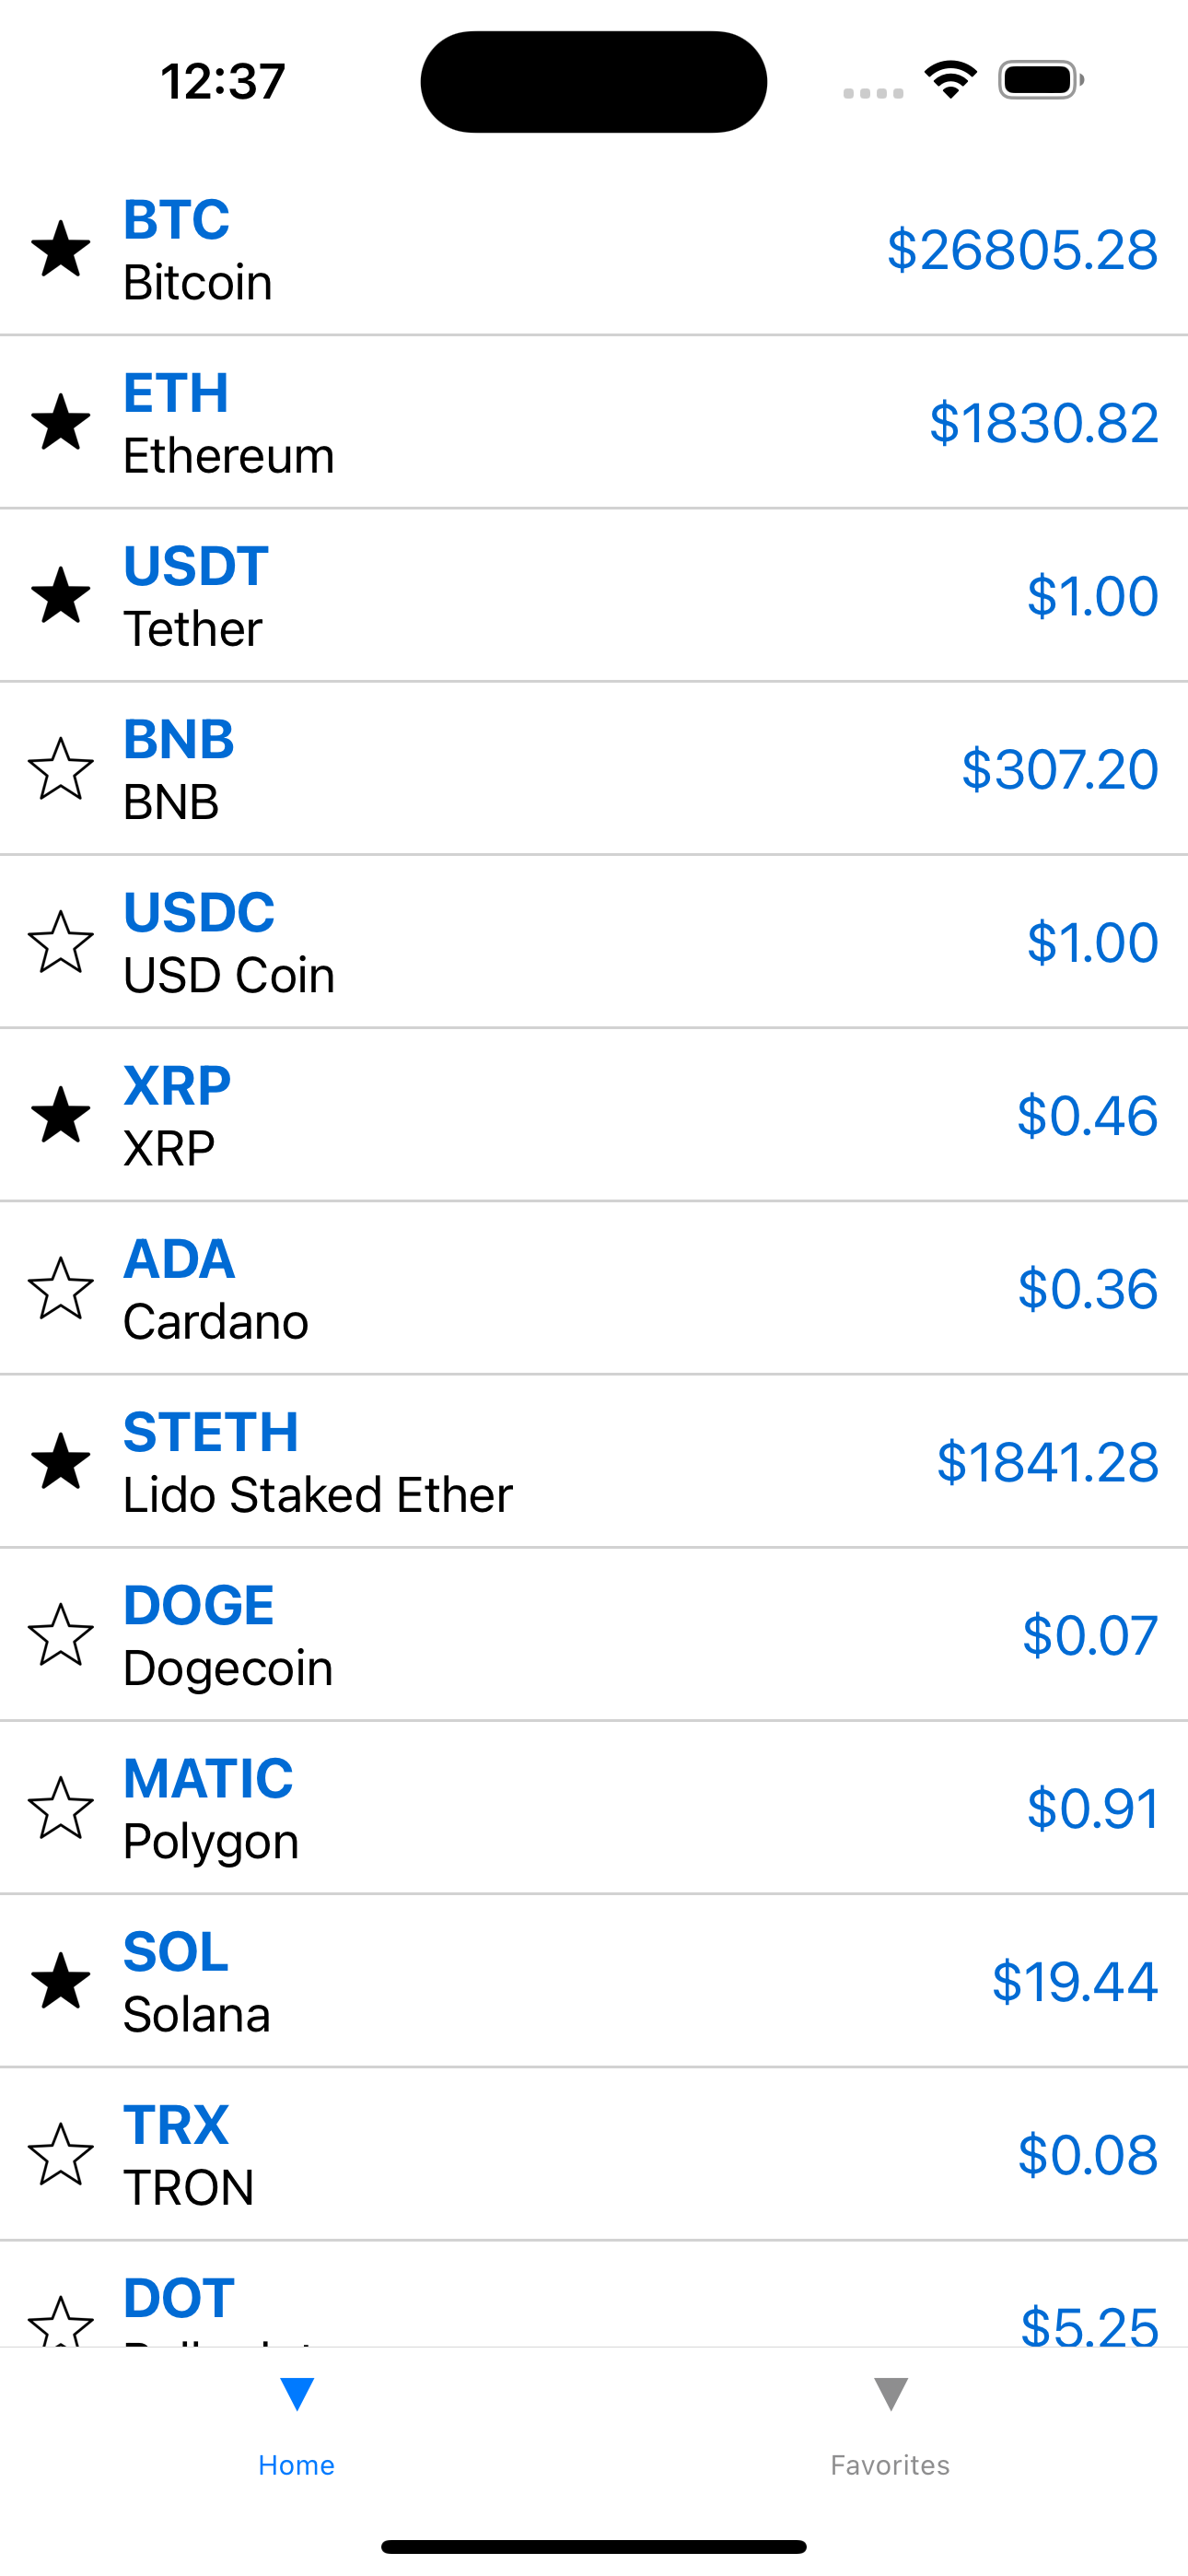 12:37
BTC
Bitcoin
$26805.28
ETH
Ethereum
$1830.82
USDT
Tether
$1.00
BNB
BNB
$307.20
USDC
USD Coin
$1.00
XRP
XRP
$0.46
ADA
Cardano
$0.36
STETH
Lido Staked Ether
$1841.28
DOGE
Dogecoin
$0.07
MATIC
Polygon
$0.91
SOL
Solana
$19.44
TRX
TRON
$0.08
DOT
$5.25
Home
Favorites